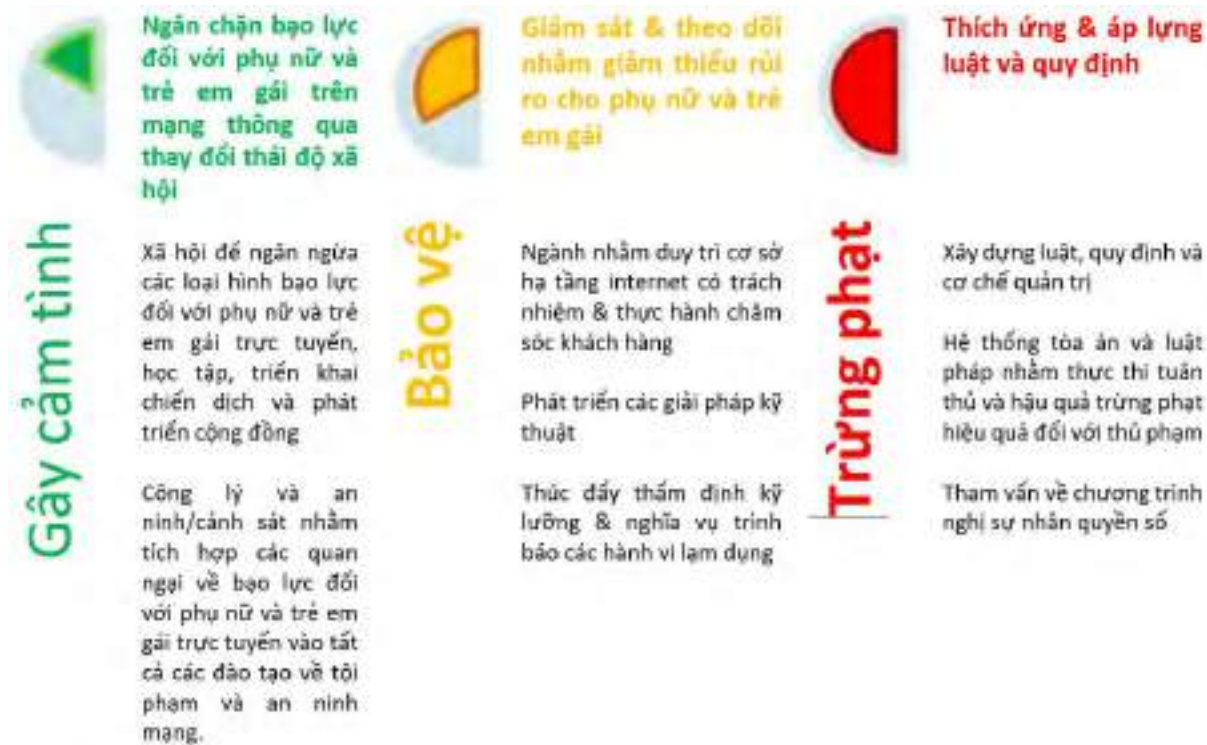 Ngăn chặn bạo lực
đối với phụ nữ và
trẻ em gái trên
mạng thông qua
thay đổi thái độ xã
hội
Gây cảm tình
Xã hội để ngăn ngừa
các loại hình bạo lực
đối với phụ nữ và trẻ
em gái trực tuyến,
học tập, triển khai
chiến dịch và phát
triển cộng đồng
Công lý và an
ninh/cảnh sát nhằm
tích hợp các quan
ngại về bạo lực đối
với phụ nữ và trẻ em
gái trực tuyến vào tất
cả các đào tạo về tội
phạm và an ninh
mạng.
Giám sát & theo dõi
nhằm giảm thiểu rủi
ro cho phụ nữ và trẻ
em gái
Bảo vệ
Ngành nhằm duy trì cơ sở
hạ tầng internet có trách
nhiệm & thực hành chăm
sóc khách hàng
Phát triển các giải pháp kỹ
thuật
Thúc đẩy thẩm định kỹ
lưỡng & nghĩa vụ trình
báo các hành vi lạm dụng
Thích ứng & áp lựng
luật và quy định
Trừng phạt
Xây dựng luật, quy định và
cơ chế quản trị
Hệ thống tòa án và luật
pháp nhằm thực thi tuân
thủ và hậu quả trừng phạt
hiệu quả đối với thủ phạm
Tham vấn về chương trình
nghị sự nhân quyền số